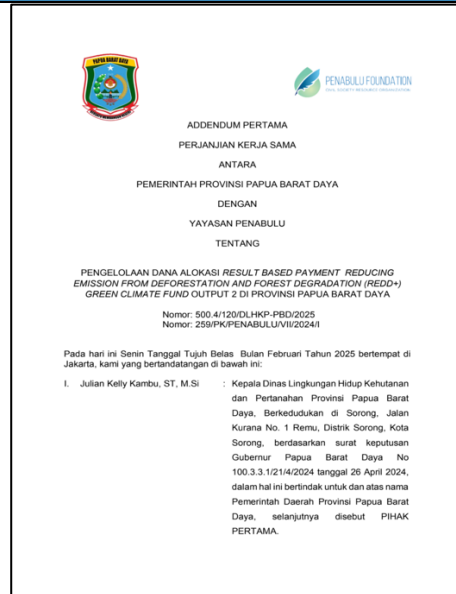 PAPUA BARAT DAYA
PENABULU FOUNDATION
CIVIL SOCIETY RESOURCE ORGANIZATION
ADDENDUM PERTAMA
PERJANJIAN KERJA SAMA
ANTARA
PEMERINTAH PROVINSI PAPUA BARAT DAYA
DENGAN
YAYASAN PENABULU
TENTANG
PENGELOLAAN DANA ALOKASI RESULT BASED PAYMENT REDUCING
EMISSION FROM DEFORESTATION AND FOREST DEGRADATION (REDD+)
GREEN CLIMATE FUND OUTPUT 2 DI PROVINSI PAPUA BARAT DAYA
Nomor: 500.4/120/DLHKP-PBD/2025
Nomor: 259/PK/PENABULU/VII/2024/I
Pada hari ini Senin Tanggal Tujuh Belas Bulan Februari Tahun 2025 bertempat di
Jakarta, kami yang bertandatangan di bawah ini:
I. Julian Kelly Kambu, ST, M.Si : Kepala Dinas Lingkungan Hidup Kehutanan
dan Pertanahan Provinsi Papua Barat
Daya, Berkedudukan di Sorong, Jalan
Kurana No. 1 Remu, Distrik Sorong, Kota
Sorong, berdasarkan surat keputusan
Gubernur Papua Barat Daya No
100.3.3.1/21/4/2024 tanggal 26 April 2024,
dalam hal ini bertindak untuk dan atas nama
Pemerintah Daerah Provinsi Papua Barat
Daya, selanjutnya disebut PIHAK
PERTAMA.